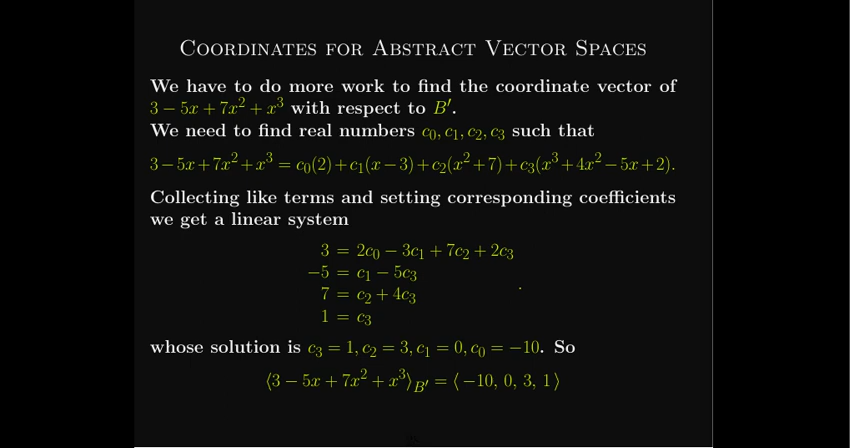 Coordinates for Abstract Vector Spaces
We have to do more work to find the coordinate vector of
3 − 5x + 7x² + x³ with respect to B′.
We need to find real numbers c₀, c₁, c₂, c₃ such that
3 − 5x + 7x² + x³ = c₀(2) + c₁(x − 3) + c₂(x² + 7) + c₃(x³ + 4x² − 5x + 2).
Collecting like terms and setting corresponding coefficients
we get a linear system
3 = 2c₀ − 3c₁ + 7c₂ + 2c₃
−5 = c₁ − 5c₃
7 = c₂ + 4c₃ .
1 = c₃
whose solution is c₃ = 1, c₂ = 3, c₁ = 0, c₀ = −10. So
⟨3 − 5x + 7x² + x³⟩_B′ = ⟨ −10, 0, 3, 1 ⟩